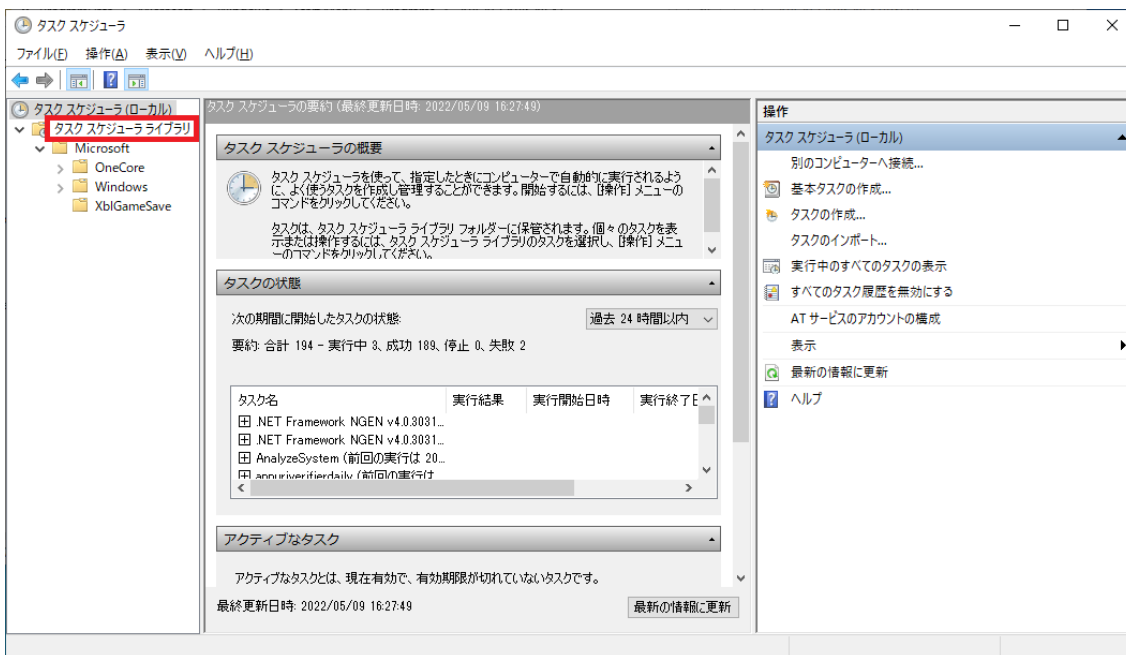 タスク スケジューラ
ファイル(F) 操作(A) 表示(V) ヘルプ(H)
タスク スケジューラ (ローカル)
タスク スケジューラ ライブラリ
Microsoft
OneCore
Windows
XblGameSave
タスク スケジューラの要約 (最終更新日時: 2022/05/09 16:27:49)
タスク スケジューラの概要
タスク スケジューラを使って、指定したときにコンピューターで自動的に実行されるよう
に、よく使うタスクを作成し管理することができます。開始するには、[操作] メニューの
コマンドをクリックしてください。
タスクは、タスク スケジューラ ライブラリ フォルダーに保管されます。個々のタスクを表
示または操作するには、タスク スケジューラ ライブラリのタスクを選択し、[操作] メニュ
ーのコマンドをクリックしてください。
タスクの状態
次の期間に開始したタスクの状態:
過去 24 時間以内
要約: 合計 194 - 実行中 3、成功 189、停止 0、失敗 2
タスク名 実行結果 実行開始日時 実行終了日
.NET Framework NGEN v4.0.3031...
.NET Framework NGEN v4.0.3031...
AnalyzeSystem (前回の実行は 20...
appuriverifierdaily (前回の実行は
アクティブなタスク
アクティブなタスクとは、現在有効で、有効期限が切れていないタスクです。
最終更新日時: 2022/05/09 16:27:49
最新の情報に更新
操作
タスク スケジューラ (ローカル)
別のコンピューターへ接続...
基本タスクの作成...
タスクの作成...
タスクのインポート...
実行中のすべてのタスクの表示
すべてのタスク履歴を無効にする
AT サービスのアカウントの構成
表示
最新の情報に更新
ヘルプ